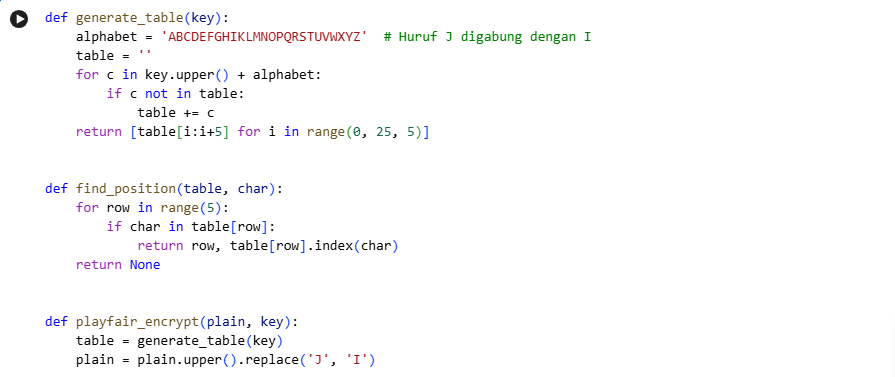 def generate_table(key):
    alphabet = 'ABCDEFGHIKLMNOPQRSTUVWXYZ'  # Huruf J digabung dengan I
    table = ''
    for c in key.upper() + alphabet:
        if c not in table:
            table += c
    return [table[i:i+5] for i in range(0, 25, 5)]
def find_position(table, char):
    for row in range(5):
        if char in table[row]:
            return row, table[row].index(char)
    return None
def playfair_encrypt(plain, key):
    table = generate_table(key)
    plain = plain.upper().replace('J', 'I')